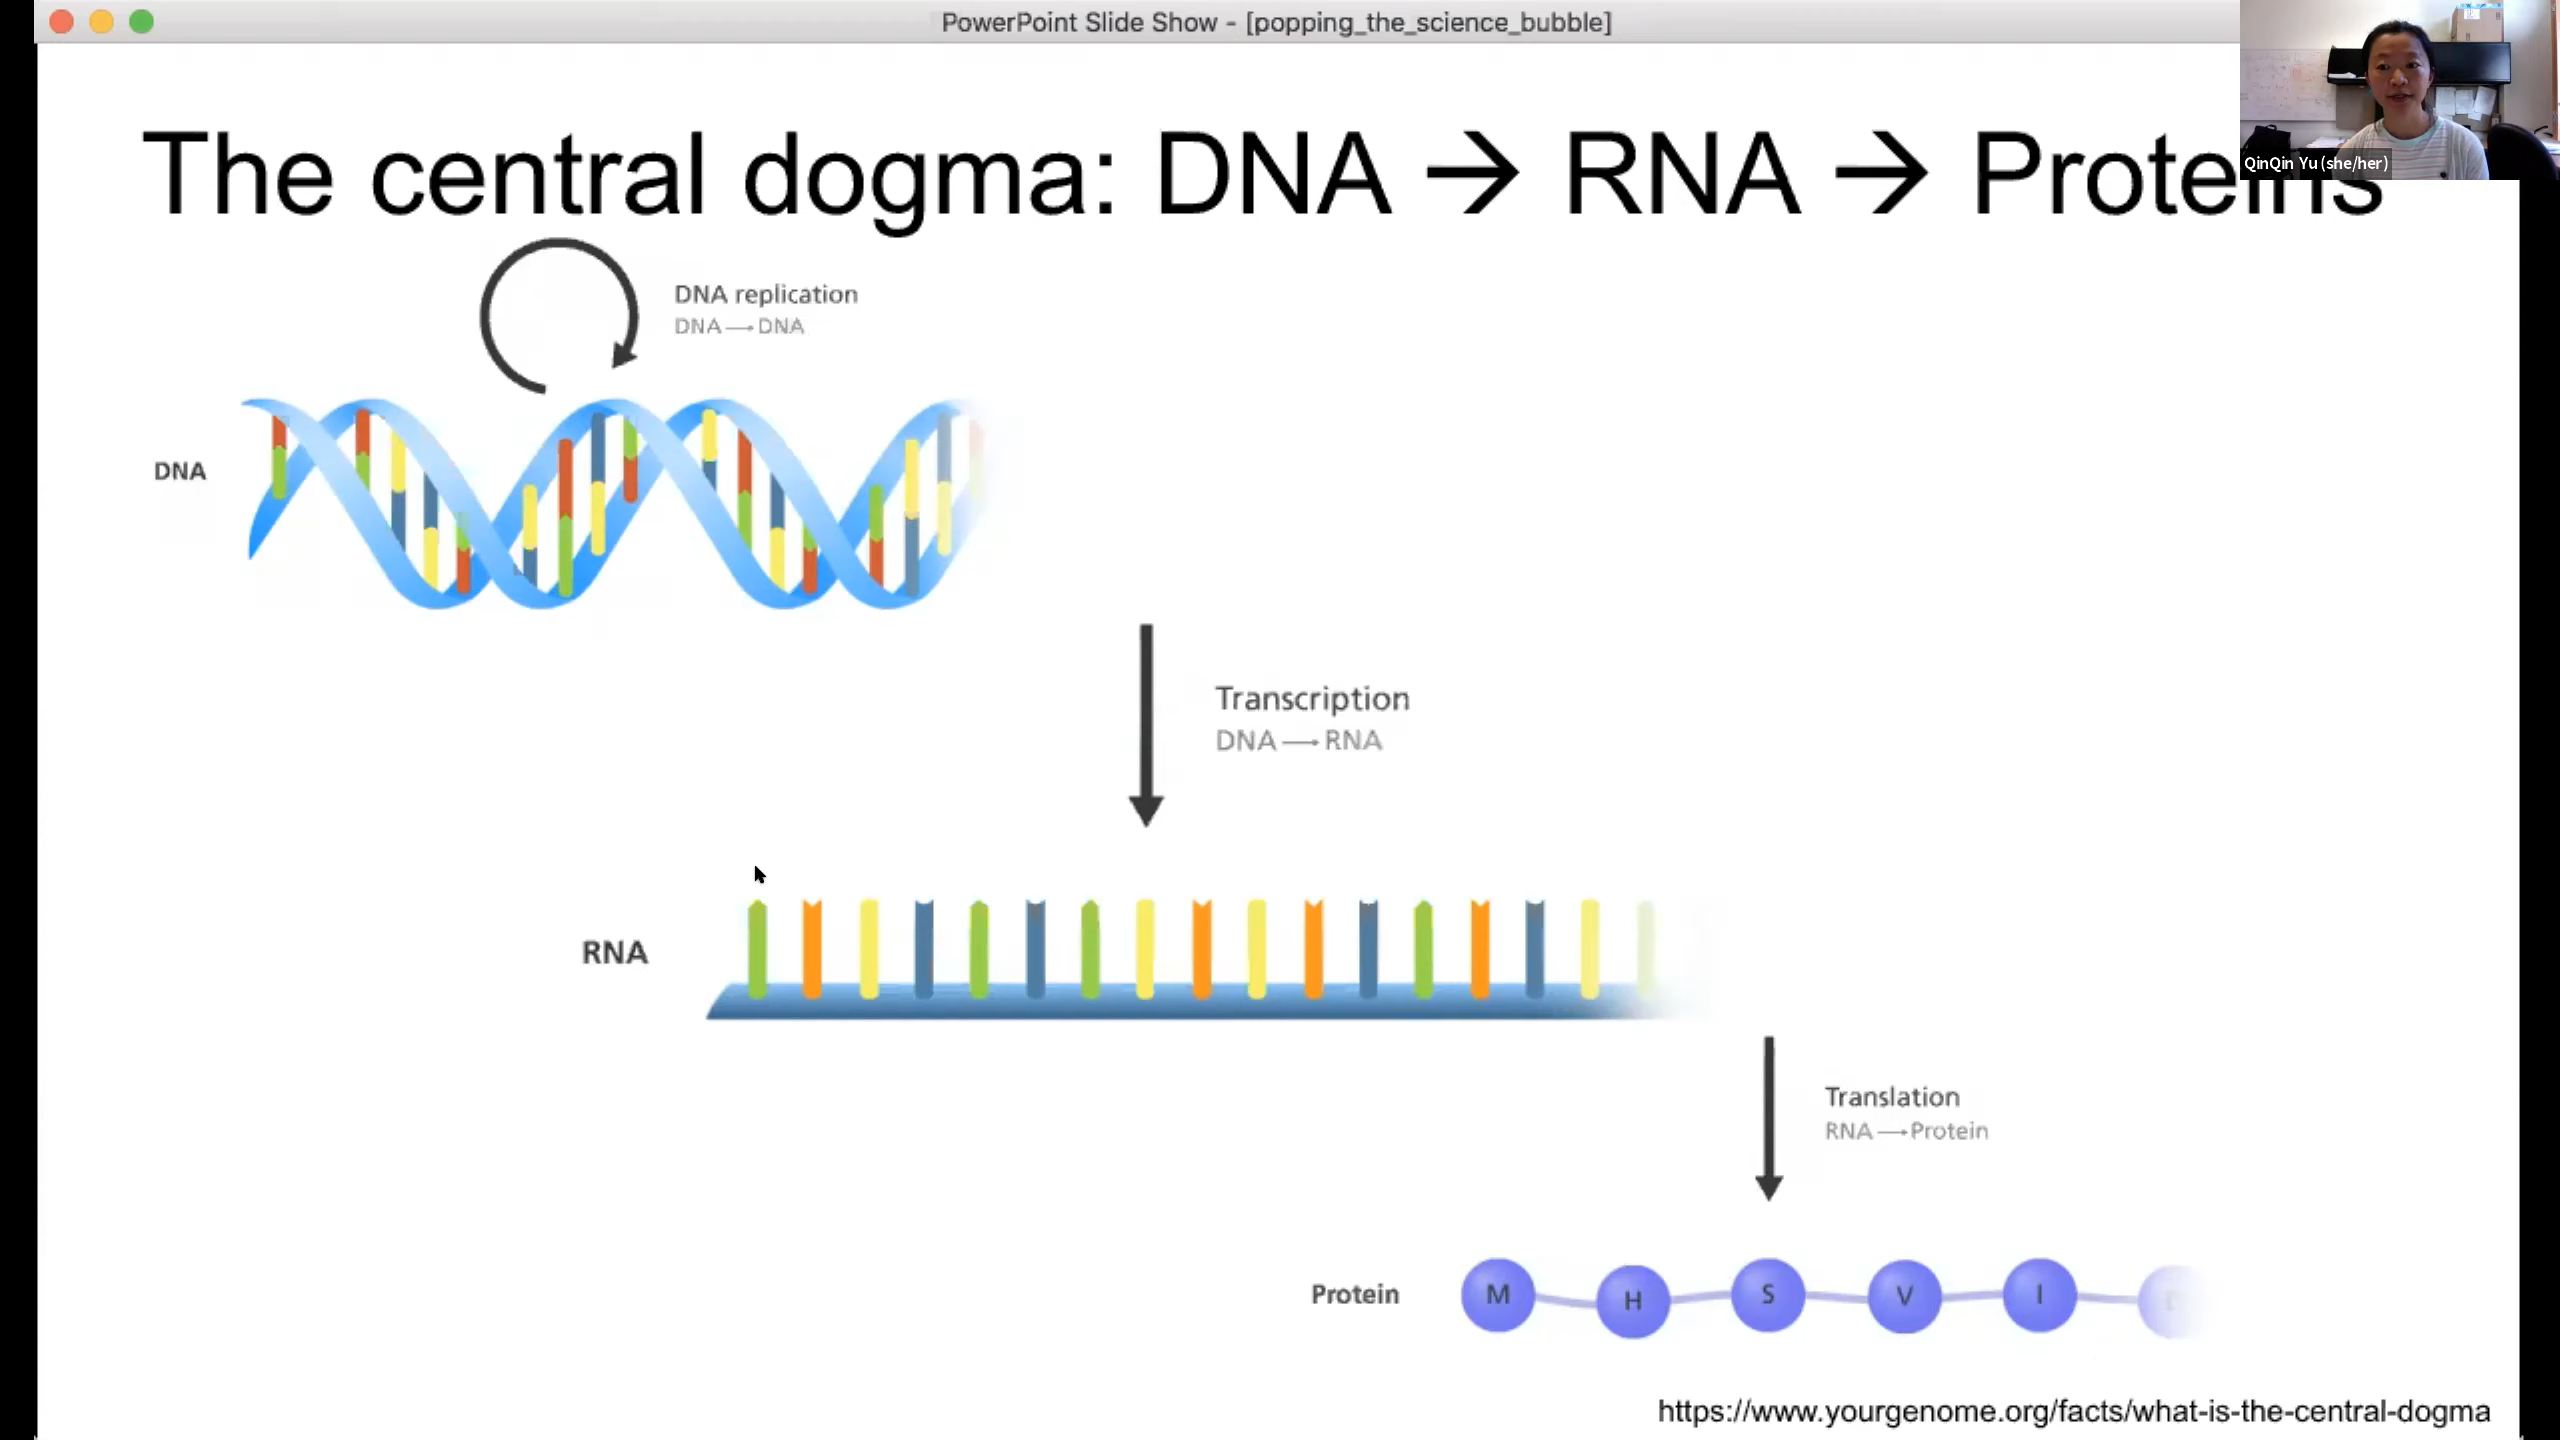 PowerPoint Slide Show - [popping_the_science_bubble]
QinQin Yu (she/her)
The central dogma: DNA → RNA → Proteins
DNA replication
DNA → DNA
DNA
Transcription
DNA → RNA
RNA
Translation
RNA → Protein
Protein
M H S V I
https://www.yourgenome.org/facts/what-is-the-central-dogma